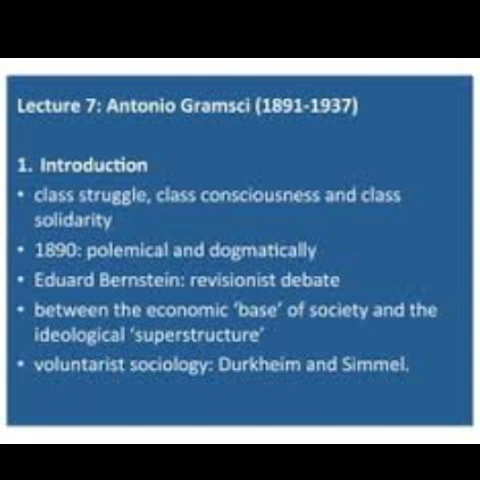 Lecture 7: Antonio Gramsci (1891-1937)
1. Introduction
• class struggle, class consciousness and class
solidarity
• 1890: polemical and dogmatically
• Eduard Bernstein: revisionist debate
• between the economic ‘base’ of society and the
ideological ‘superstructure’
• voluntarist sociology: Durkheim and Simmel.